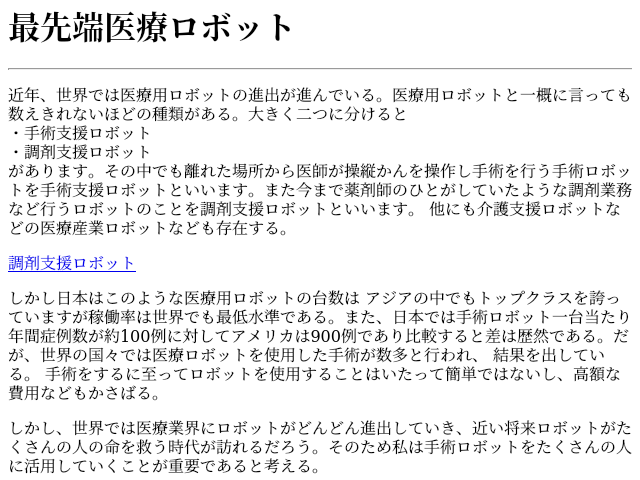 最先端医療ロボット
近年、世界では医療用ロボットの進出が進んでいる。医療用ロボットと一概に言っても
数えきれないほどの種類がある。大きく二つに分けると
・手術支援ロボット
・調剤支援ロボット
があります。その中でも離れた場所から医師が操縦かんを操作し手術を行う手術ロボッ
トを手術支援ロボットといいます。また今まで薬剤師のひとがしていたような調剤業務
など行うロボットのことを調剤支援ロボットといいます。 他にも介護支援ロボットな
どの医療産業ロボットなども存在する。
調剤支援ロボット
しかし日本はこのような医療用ロボットの台数は アジアの中でもトップクラスを誇っ
ていますが稼働率は世界でも最低水準である。また、日本では手術ロボット一台当たり
年間症例数が約100例に対してアメリカは900例であり比較すると差は歴然である。だ
が、世界の国々では医療ロボットを使用した手術が数多と行われ、 結果を出してい
る。 手術をするに至ってロボットを使用することはいたって簡単ではないし、高額な
費用などもかさばる。
しかし、世界では医療業界にロボットがどんどん進出していき、近い将来ロボットがた
くさんの人の命を救う時代が訪れるだろう。そのため私は手術ロボットをたくさんの人
に活用していくことが重要であると考える。